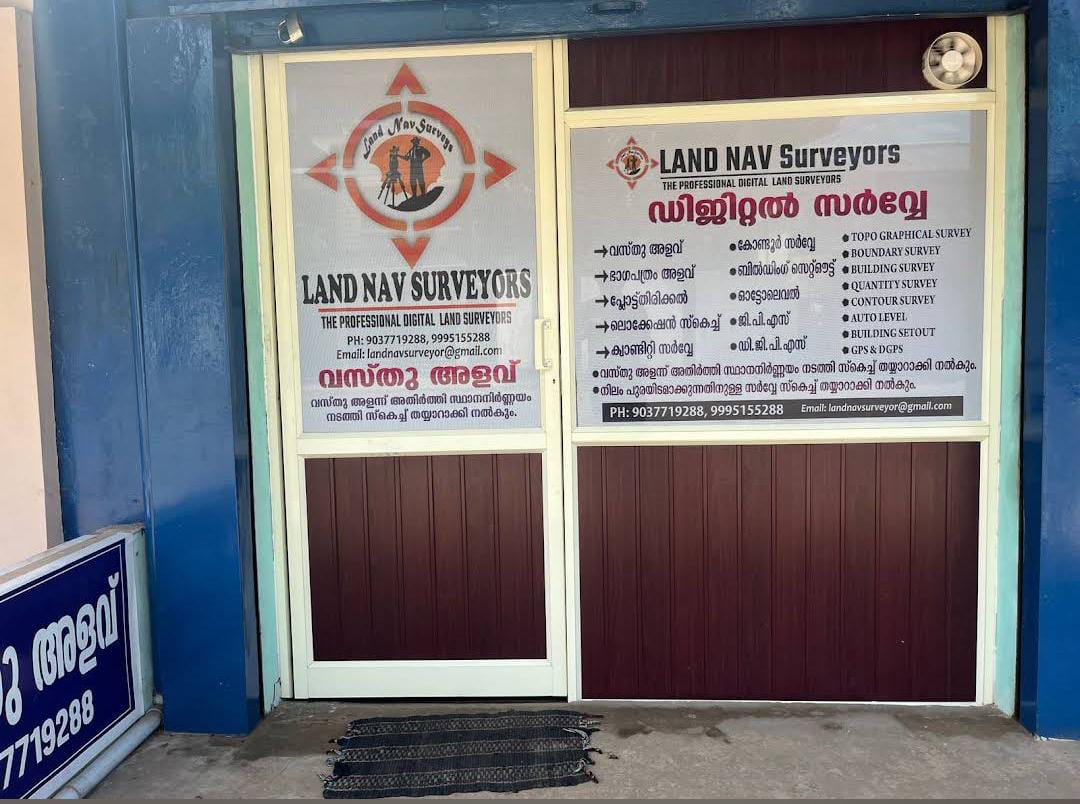 Land Nav Surveys
LAND NAV SURVEYORS
THE PROFESSIONAL DIGITAL LAND SURVEYORS
PH: 9037719288, 9995155288
Email: landnavsurveyor@gmail.com
വസ്തു അളവ്
വസ്തു അളന്ന് അതിർത്തി സ്ഥാനനിർണ്ണയം
നടത്തി സ്കെച്ച് തയ്യാറാക്കി നൽകും.
LAND NAV Surveyors
THE PROFESSIONAL DIGITAL LAND SURVEYORS
ഡിജിറ്റൽ സർവ്വേ
→വസ്തു അളവ്
→ഭാഗപത്രം അളവ്
→പ്ലോട്ട്തിരിക്കൽ
→ലൊക്കേഷൻ സ്കെച്ച്
→ക്വാണ്ടിറ്റി സർവ്വേ
●കോണ്ടൂർ സർവ്വേ
●ബിൽഡിംഗ് സെറ്റ്ഔട്ട്
●ഓട്ടോലെവൽ
●ജി.പി.എസ്
●ഡി.ജി.പി.എസ്
● TOPO GRAPHICAL SURVEY
● BOUNDARY SURVEY
● BUILDING SURVEY
● QUANTITY SURVEY
● CONTOUR SURVEY
● AUTO LEVEL
● BUILDING SETOUT
● GPS & DGPS
●വസ്തു അളന്ന് അതിർത്തി സ്ഥാനനിർണ്ണയം നടത്തി സ്കെച്ച് തയ്യാറാക്കി നൽകും.
●നിലം പുരയിടമാക്കുന്നതിനുള്ള സർവ്വേ സ്കെച്ച് തയ്യാറാക്കി നൽകും.
PH: 9037719288, 9995155288 Email: landnavsurveyor@gmail.com
അളവ്
7719288